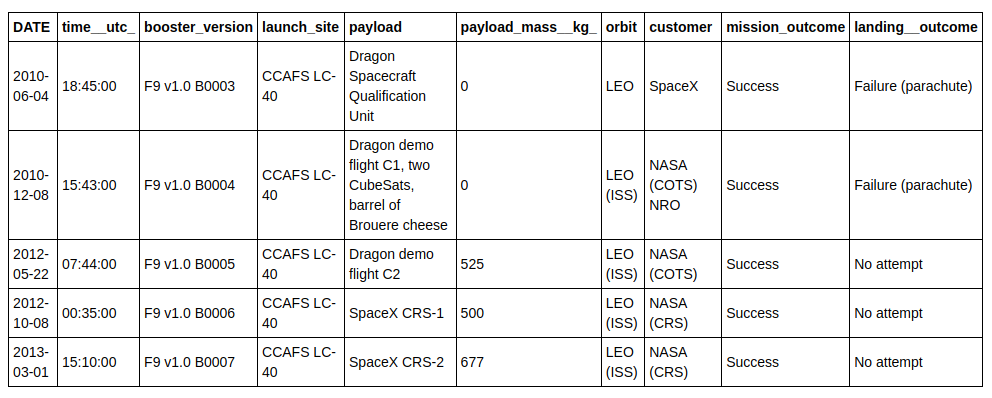 DATE time__utc_ booster_version launch_site payload payload_mass__kg_ orbit customer mission_outcome landing__outcome
2010-
06-04
18:45:00
F9 v1.0 B0003
CCAFS LC-
40
Dragon
Spacecraft
Qualification
Unit
0
LEO
SpaceX
Success
Failure (parachute)
2010-
12-08
15:43:00
F9 v1.0 B0004
CCAFS LC-
40
Dragon demo
flight C1, two
CubeSats,
barrel of
Brouere cheese
0
LEO
(ISS)
NASA
(COTS)
NRO
Success
Failure (parachute)
2012-
05-22
07:44:00
F9 v1.0 B0005
CCAFS LC-
40
Dragon demo
flight C2
525
LEO
(ISS)
NASA
(COTS)
Success
No attempt
2012-
10-08
00:35:00
F9 v1.0 B0006
CCAFS LC-
40
SpaceX CRS-1
500
LEO
(ISS)
NASA
(CRS)
Success
No attempt
2013-
03-01
15:10:00
F9 v1.0 B0007
CCAFS LC-
40
SpaceX CRS-2
677
LEO
(ISS)
NASA
(CRS)
Success
No attempt